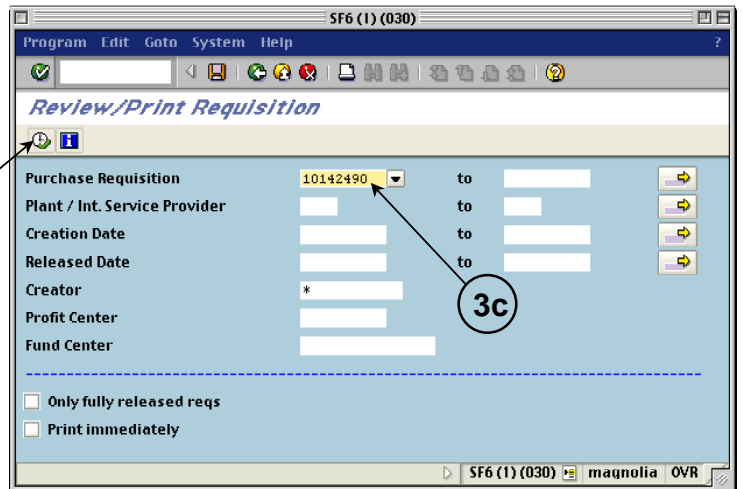 SF6 (1) (030)
Program Edit Goto System Help ?
Review/Print Requisition
Purchase Requisition 10142490 to
Plant / Int. Service Provider to
Creation Date to
Released Date to
Creator *
3c
Profit Center
Fund Center
Only fully released reqs
Print immediately
SF6 (1) (030) magnolia OVR